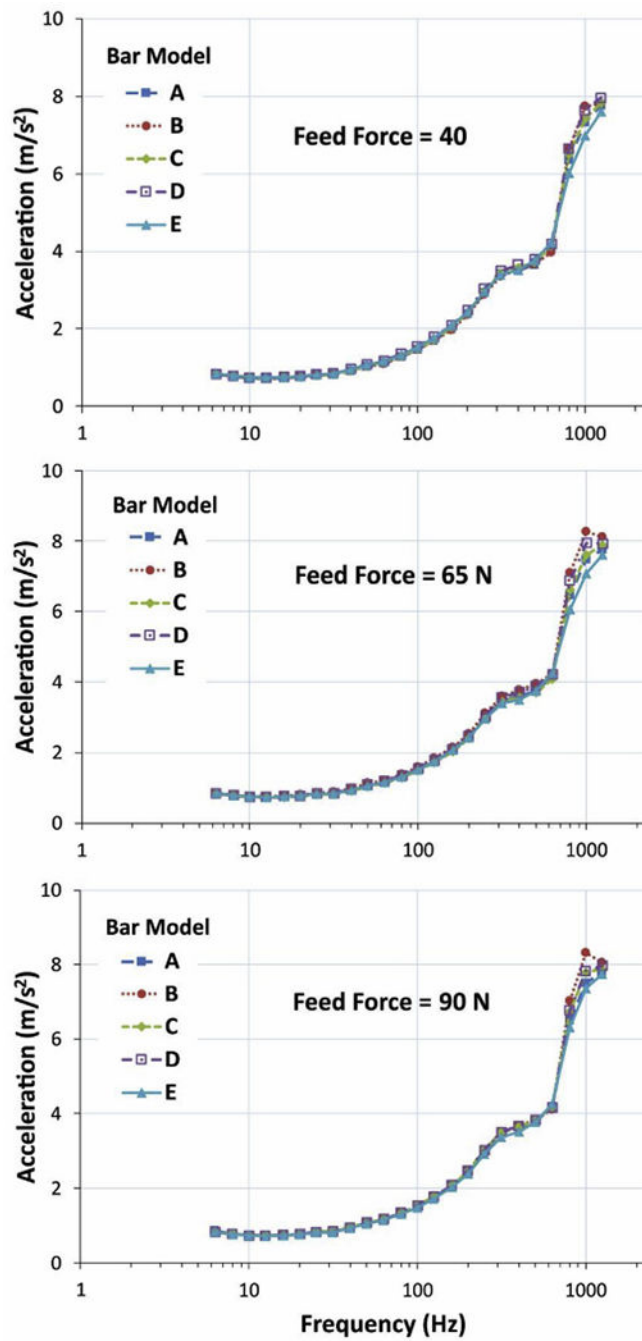 10
8
6
4
2
0
Acceleration (m/s²)
Bar Model
A
B
C
D
E
Feed Force = 40
1 10 100 1000
10
8
6
4
2
0
Acceleration (m/s²)
Bar Model
A
B
C
D
E
Feed Force = 65 N
1 10 100 1000
10
8
6
4
2
0
Acceleration (m/s²)
Bar Model
A
B
C
D
E
Feed Force = 90 N
1 10 100 1000
Frequency (Hz)